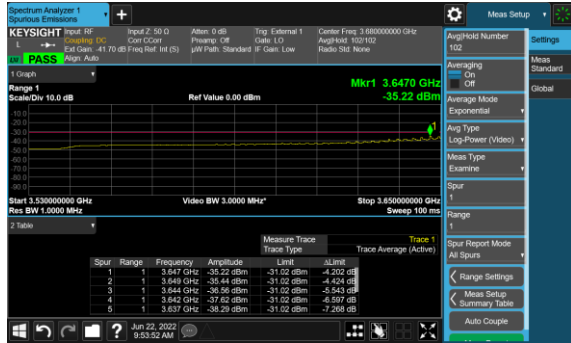 Spectrum Analyzer 1
Spurious Emissions
+
Meas Setup
KEYSIGHT Input: RF Input Z: 50 Ω Atten: 0 dB Trig: External 1 Center Freq: 3.680000000 GHz
L Coupling: DC Corr CCorr Preamp: Off Gate: LO Avg|Hold: 102/102
Ext Gain: -41.70 dB Freq Ref: Int (S) µW Path: Standard IF Gain: Low Radio Std: None
PASS Align: Auto
1 Graph
Range 1
Mkr1 3.6470 GHz
Scale/Div 10.0 dB Ref Value 0.00 dBm -35.22 dBm
-10.0
-20.0
-30.0
-40.0
-50.0
-60.0
-70.0
-80.0
-90.0
1
Start 3.530000000 GHz Video BW 3.0000 MHz* Stop 3.650000000 GHz
Res BW 1.0000 MHz Sweep 100 ms
2 Table
Measure Trace Trace 1
Trace Type Trace Average (Active)
Spur Range Frequency Amplitude Limit ΔLimit
1 1 3.647 GHz -35.22 dBm -31.02 dBm -4.202 dB
2 1 3.649 GHz -35.44 dBm -31.02 dBm -4.424 dB
3 1 3.644 GHz -36.56 dBm -31.02 dBm -5.543 dB
4 1 3.642 GHz -37.62 dBm -31.02 dBm -6.597 dB
5 1 3.637 GHz -38.29 dBm -31.02 dBm -7.268 dB
?
Jun 22, 2022
9:53:52 AM
Avg|Hold Number
102
Averaging
On
Off
Average Mode
Exponential
Avg Type
Log-Power (Video)
Meas Type
Examine
Spur
1
Range
1
Spur Report Mode
All Spurs
Range Settings
Meas Setup
Summary Table
Auto Couple
Settings
Meas
Standard
Global